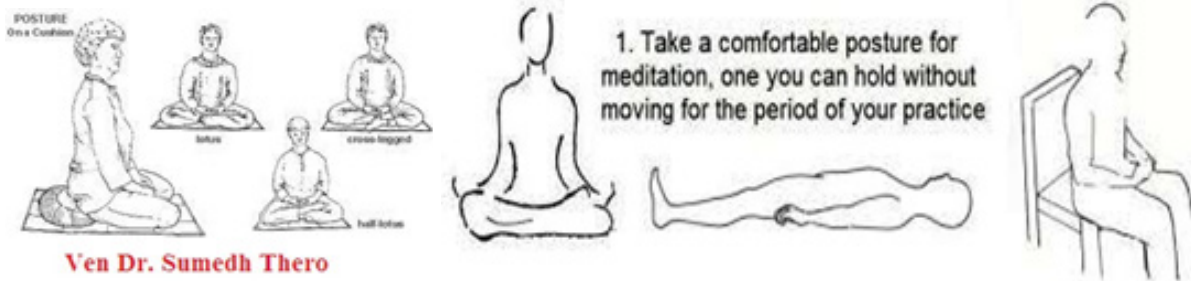 POSTURE
On a Cushion
lotus
cross-legged
half-lotus
Ven Dr. Sumedh Thero
1. Take a comfortable posture for
meditation, one you can hold without
moving for the period of your practice